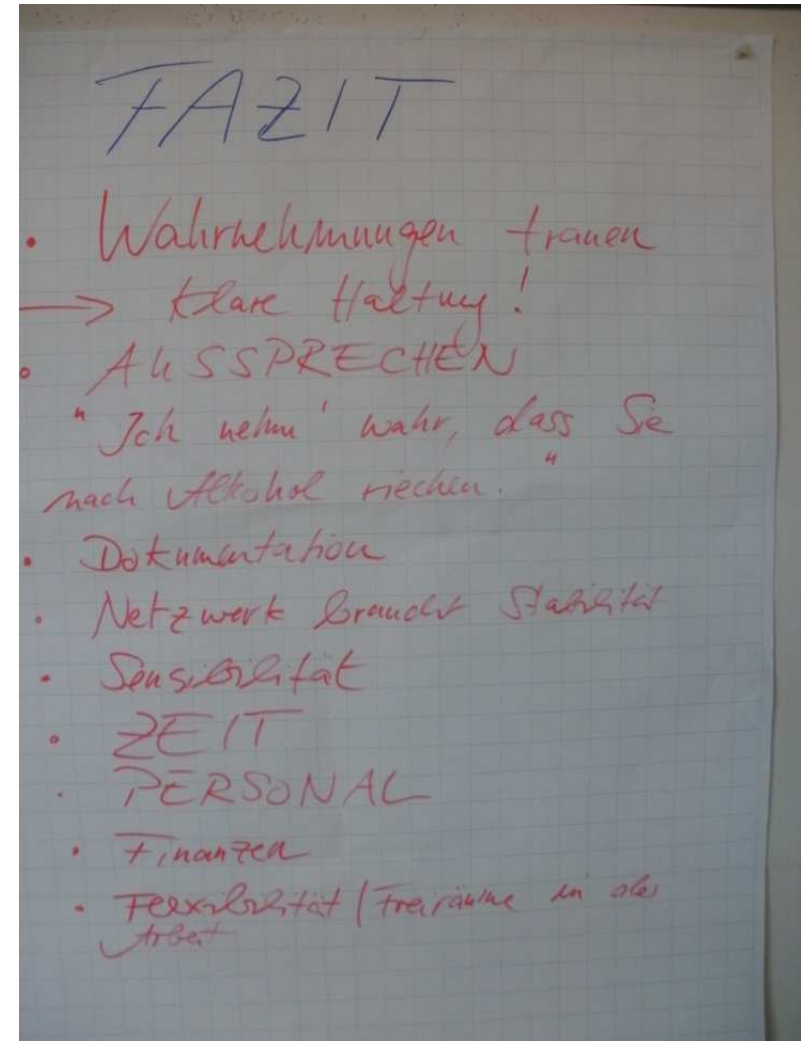 FAZIT
• Wahrnehmungen trauen
→ klare Haltung!
• AUSSPRECHEN
"Ich nehm' wahr, dass Sie
nach Alkohol riechen."
• Dokumentation
• Netzwerk braucht Stabilität
• Sensibilität
• ZEIT
• PERSONAL
• Finanzen
• Flexibilität / Freiräume in der
Arbeit